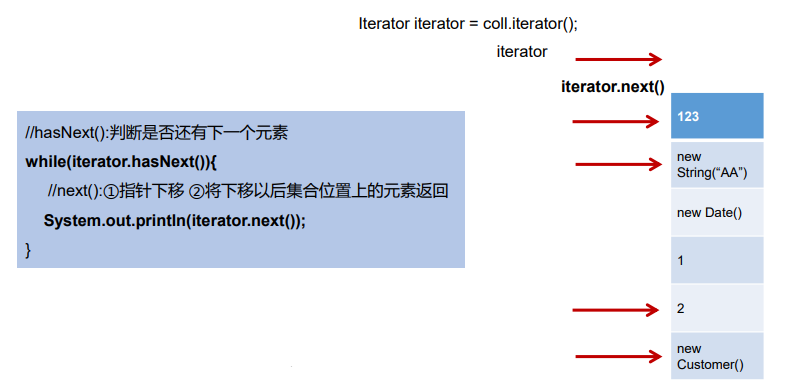 Iterator iterator = coll.iterator();
iterator
iterator.next()
//hasNext():判断是否还有下一个元素
while(iterator.hasNext()){
//next():①指针下移 ②将下移以后集合位置上的元素返回
System.out.println(iterator.next());
}
123
new
String(“AA”)
new Date()
1
2
new
Customer()